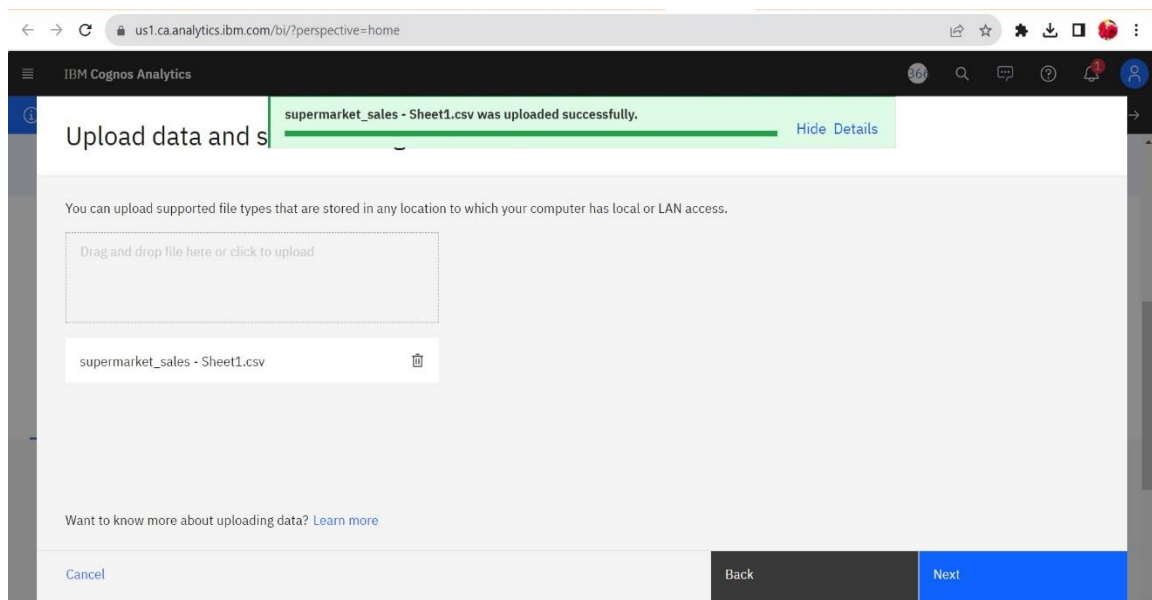 us1.ca.analytics.ibm.com/bi/?perspective=home
IBM Cognos Analytics
366
1
supermarket_sales - Sheet1.csv was uploaded successfully.
Hide Details
Upload data and s
You can upload supported file types that are stored in any location to which your computer has local or LAN access.
Drag and drop file here or click to upload
supermarket_sales - Sheet1.csv
Want to know more about uploading data? Learn more
Cancel
Back
Next